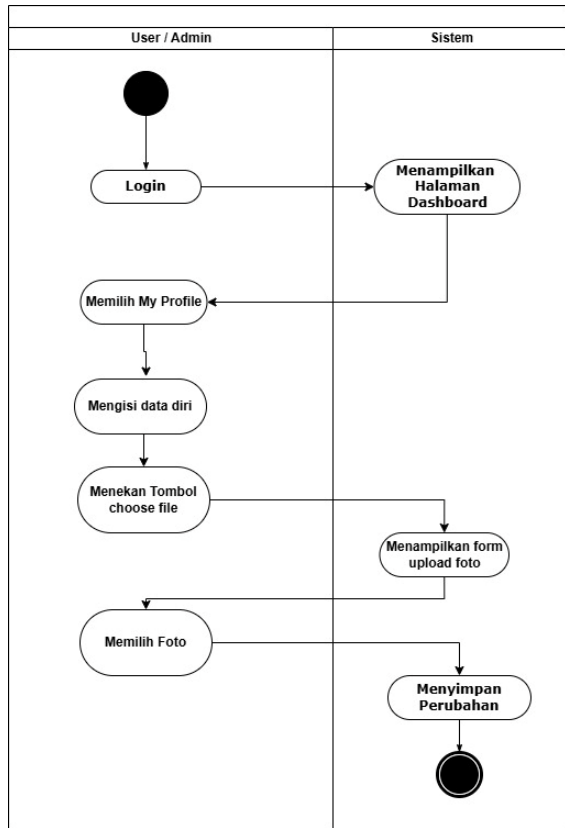 User / Admin
Sistem
Login
Menampilkan
Halaman
Dashboard
Memilih My Profile
Mengisi data diri
Menekan Tombol
choose file
Menampilkan form
upload foto
Memilih Foto
Menyimpan
Perubahan